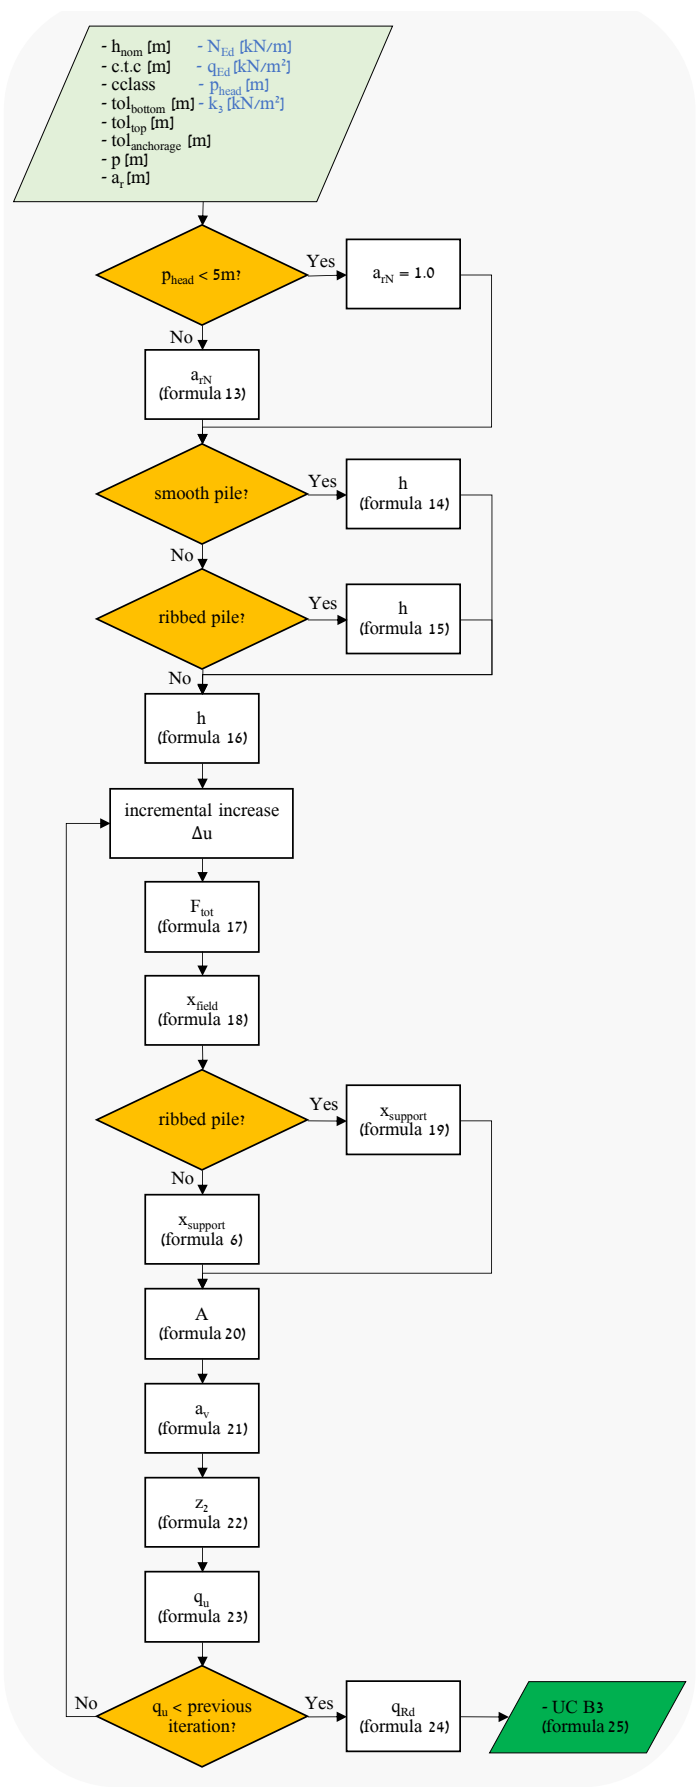 - h_nom [m] - N_Ed [kN/m]
- c.t.c [m] - q_Ed [kN/m²]
- cclass - p_head [m]
- tol_bottom [m] - k_3 [kN/m²]
- tol_top [m]
- tol_anchorage [m]
- p [m]
- a_r [m]
p_head < 5m?
Yes
a_rN = 1.0
No
a_rN
(formula 13)
smooth pile?
Yes
h
(formula 14)
No
ribbed pile?
Yes
h
(formula 15)
No
h
(formula 16)
incremental increase
Δu
F_tot
(formula 17)
x_field
(formula 18)
ribbed pile?
Yes
x_support
(formula 19)
No
x_support
(formula 6)
A
(formula 20)
a_v
(formula 21)
z_2
(formula 22)
q_u
(formula 23)
No
q_u < previous
iteration?
Yes
q_Rd
(formula 24)
- UC B3
(formula 25)